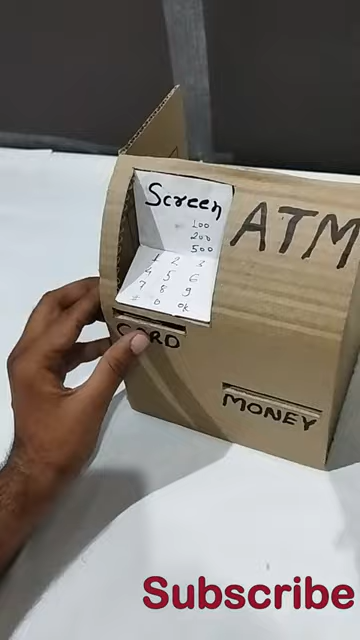 Screen
ATM
100
200
500
1 2 3
4 5 6
7 8 9
± 0 OK
CARD
MONEY
Subscribe